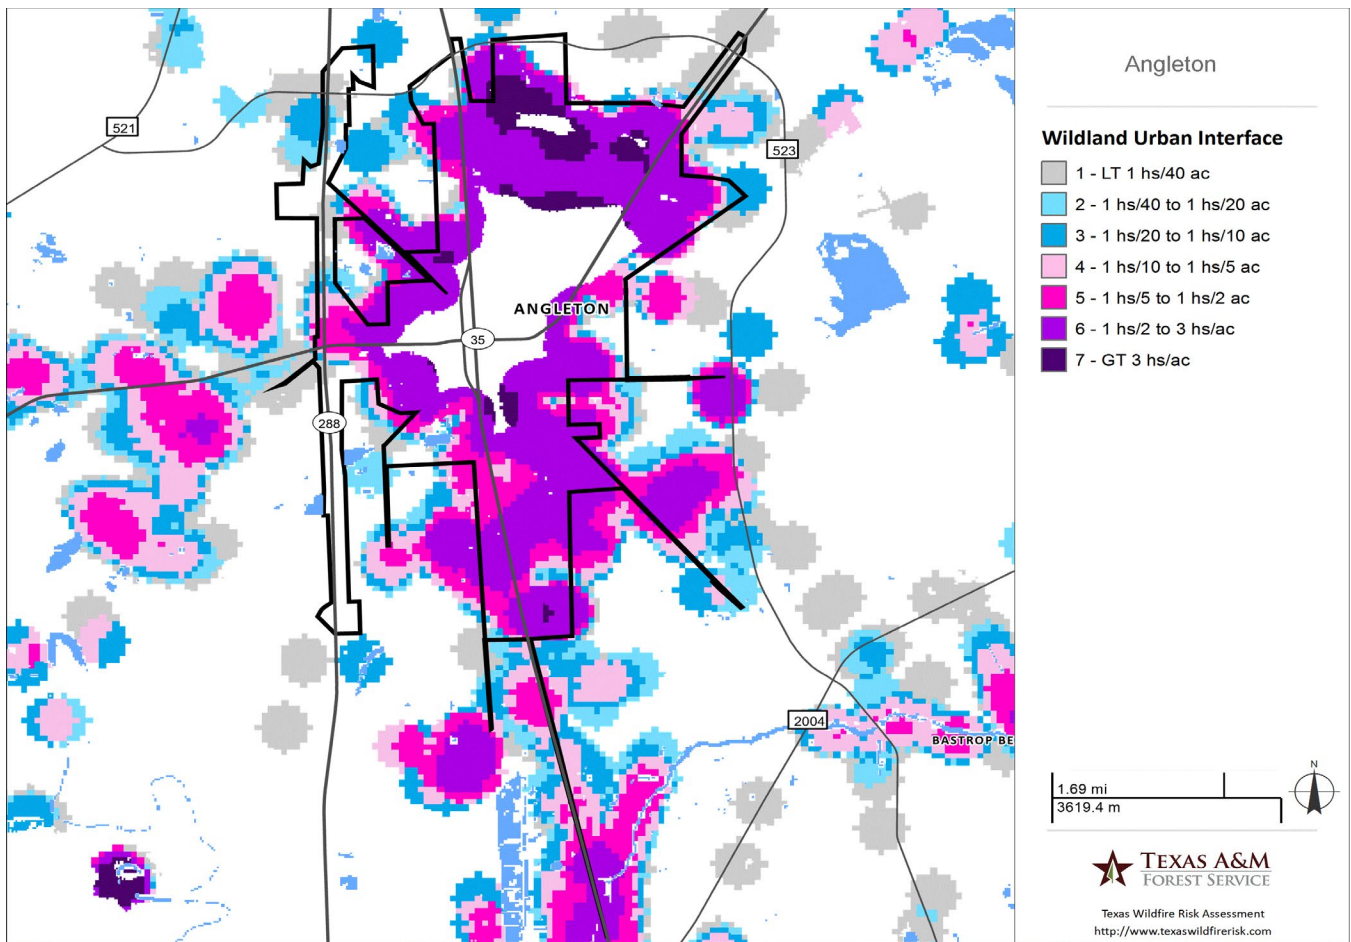 Angleton
Wildland Urban Interface
1 - LT 1 hs/40 ac
2 - 1 hs/40 to 1 hs/20 ac
3 - 1 hs/20 to 1 hs/10 ac
4 - 1 hs/10 to 1 hs/5 ac
5 - 1 hs/5 to 1 hs/2 ac
6 - 1 hs/2 to 3 hs/ac
7 - GT 3 hs/ac
521
523
ANGLETON
35
288
2004
BASTROP BE
N
1.69 mi
3619.4 m
TEXAS A&M
FOREST SERVICE
Texas Wildfire Risk Assessment
http://www.texaswildfirerisk.com